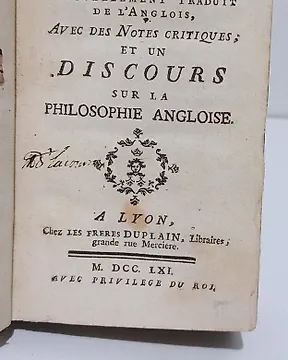 TRADUIT
DE L'ANGLOIS,
AVEC DES NOTES CRITIQUES;
ET UN
DISCOURS
SUR LA
PHILOSOPHIE ANGLOISE.
A LYON,
Chez LES FRERES DUPLAIN, Libraires,
grande rue Merciere.
M. DCC. LXI.
AVEC PRIVILEGE DU ROI.